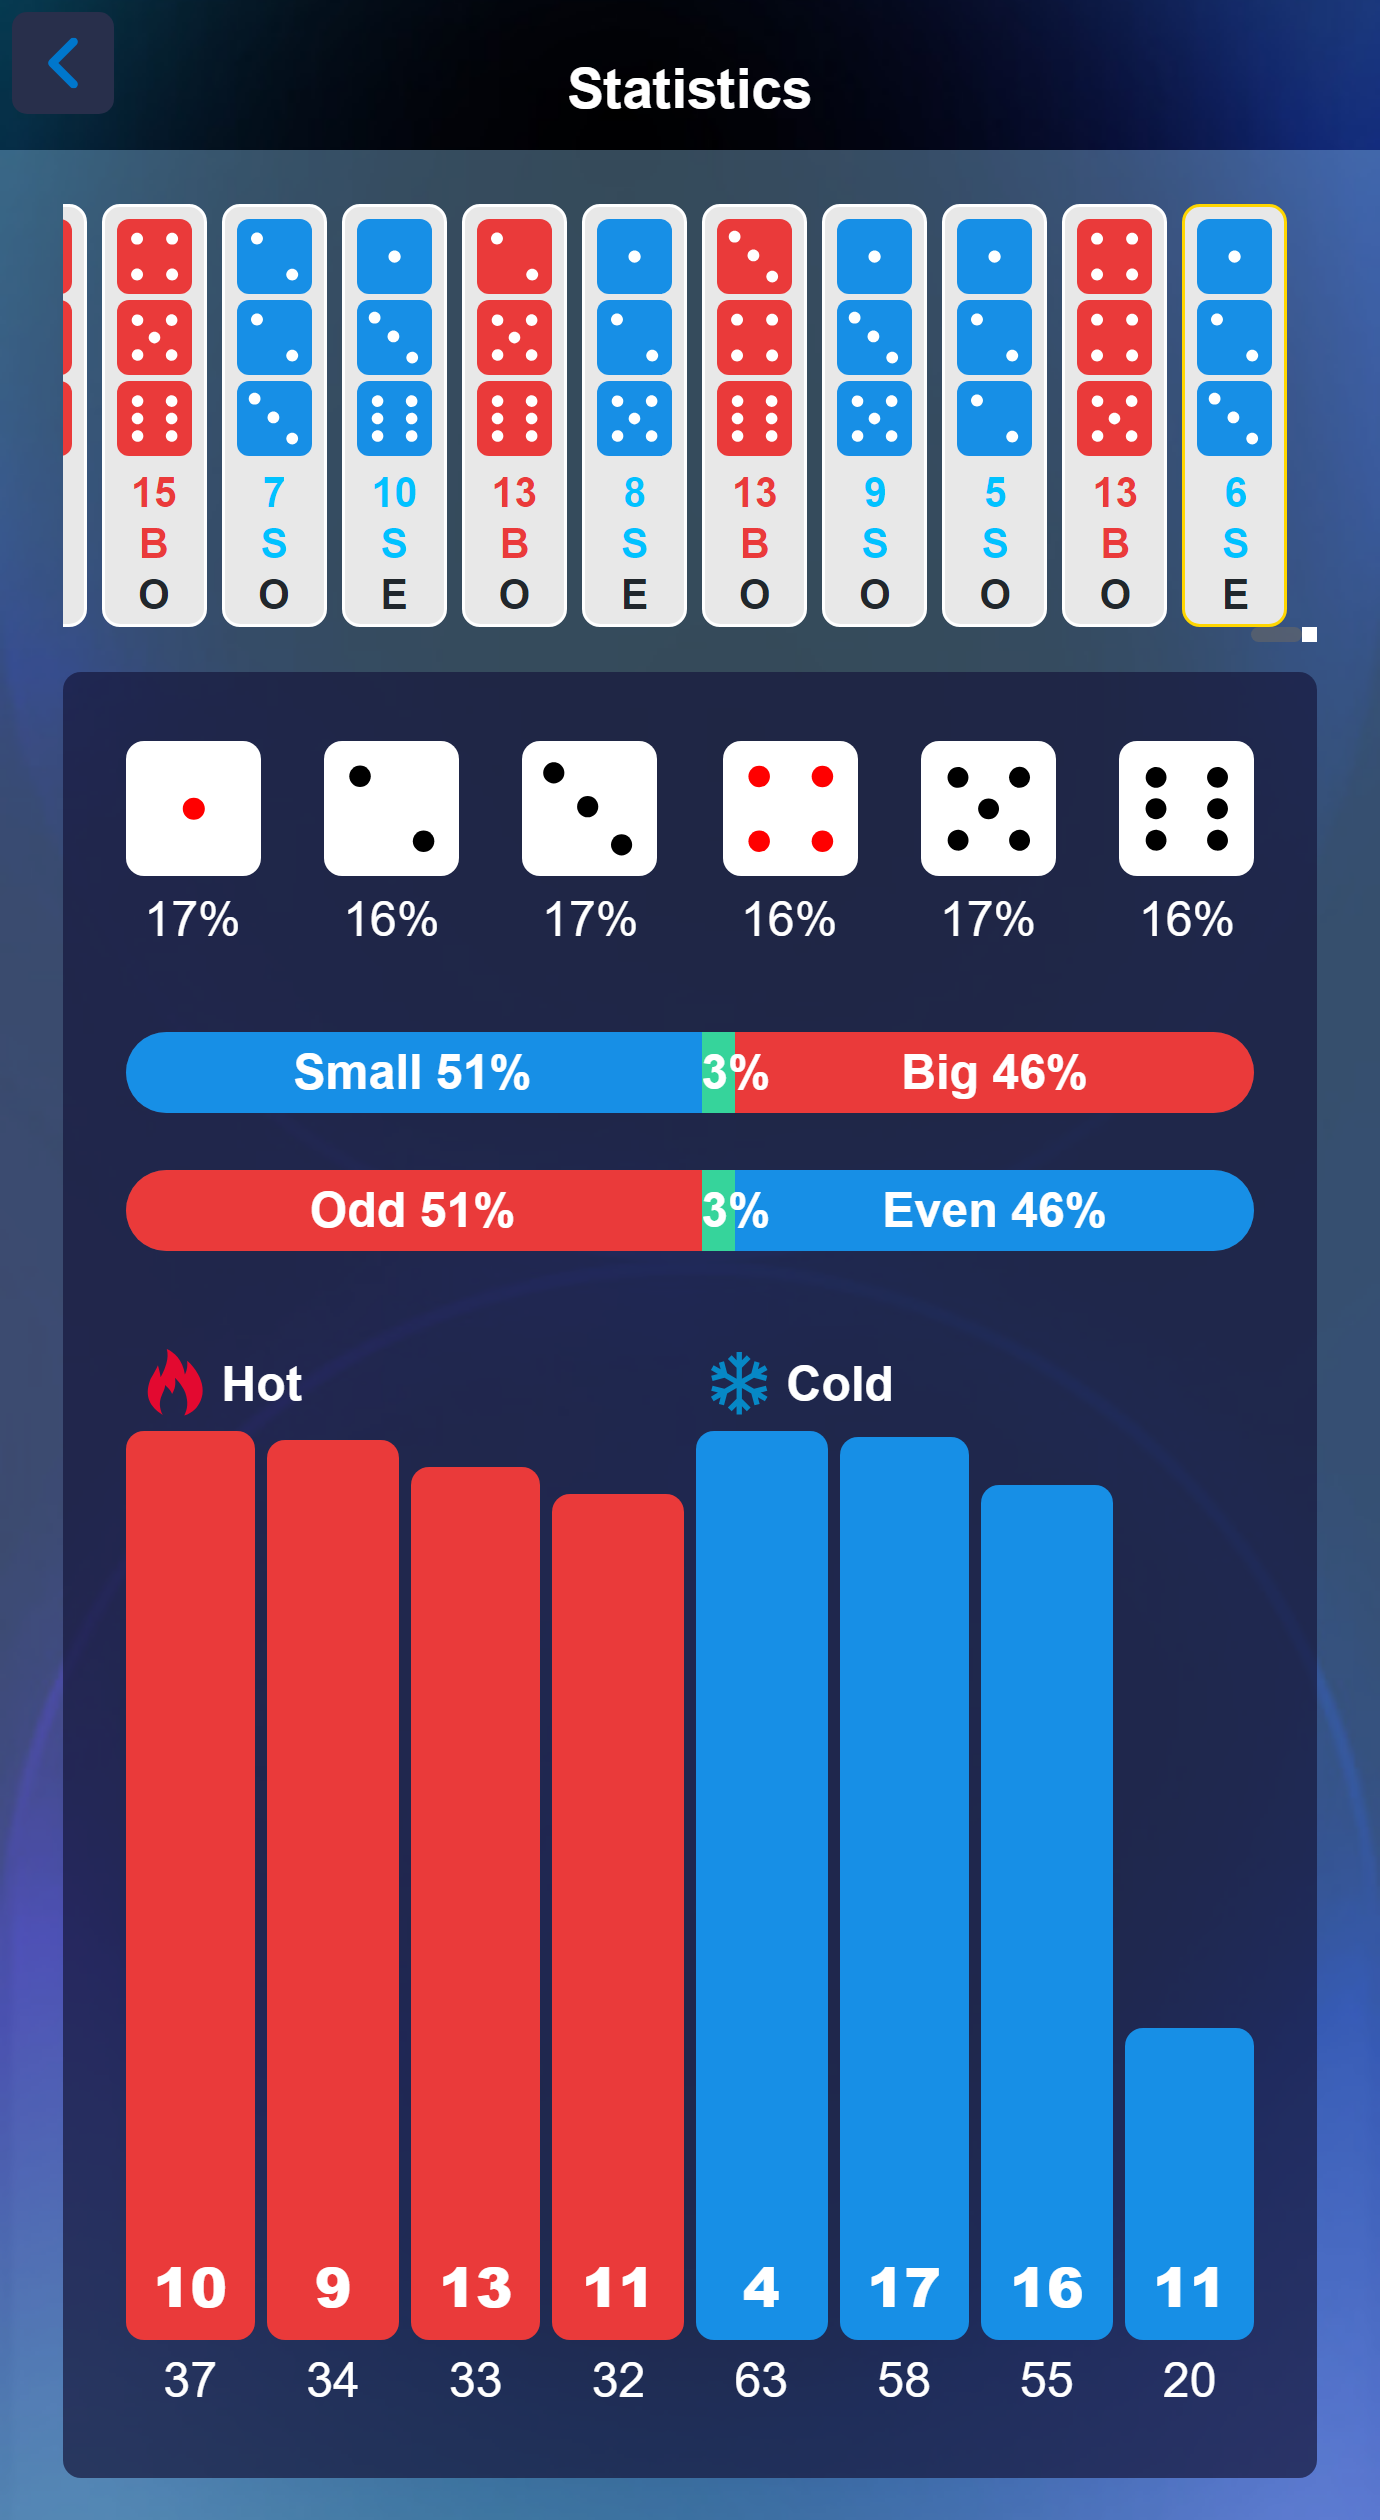 Statistics
15 7 10 13 8 13 9 5 13 6
B S S B S B S S B S
O O E O E O O O O E
17% 16% 17% 16% 17% 16%
Small 51% 3% Big 46%
Odd 51% 3% Even 46%
Hot Cold
10 9 13 11 4 17 16 11
37 34 33 32 63 58 55 20